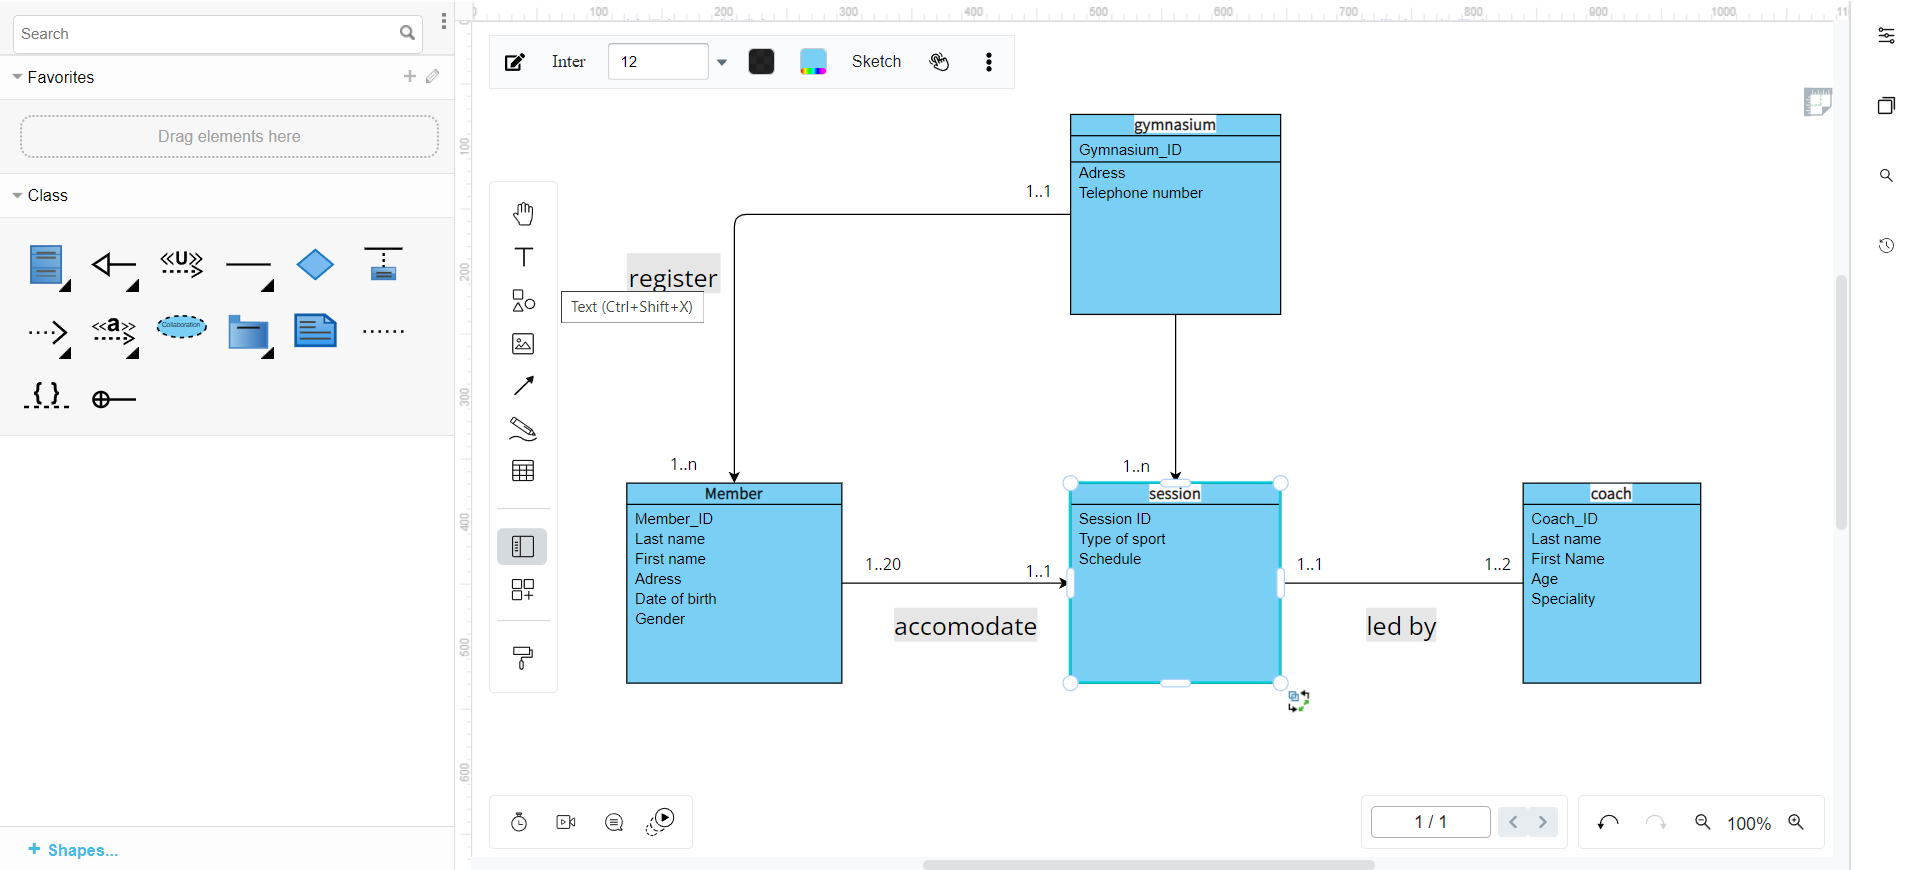 Search
Favorites
Drag elements here
Class
«U»
<<a>>
Collaboration
{ }
+ Shapes...
0 100 200 300 400 500 600 700 800 900 1000 11
100
200
300
400
500
600
Inter 12 Sketch
gymnasium
Gymnasium_ID
Adress
Telephone number
1..1
register
Text (Ctrl+Shift+X)
1..n
1..n
Member
Member_ID
Last name
First name
Adress
Date of birth
Gender
1..20
1..1
accomodate
session
Session ID
Type of sport
Schedule
1..1
1..2
led by
coach
Coach_ID
Last name
First Name
Age
Speciality
1 / 1
100%